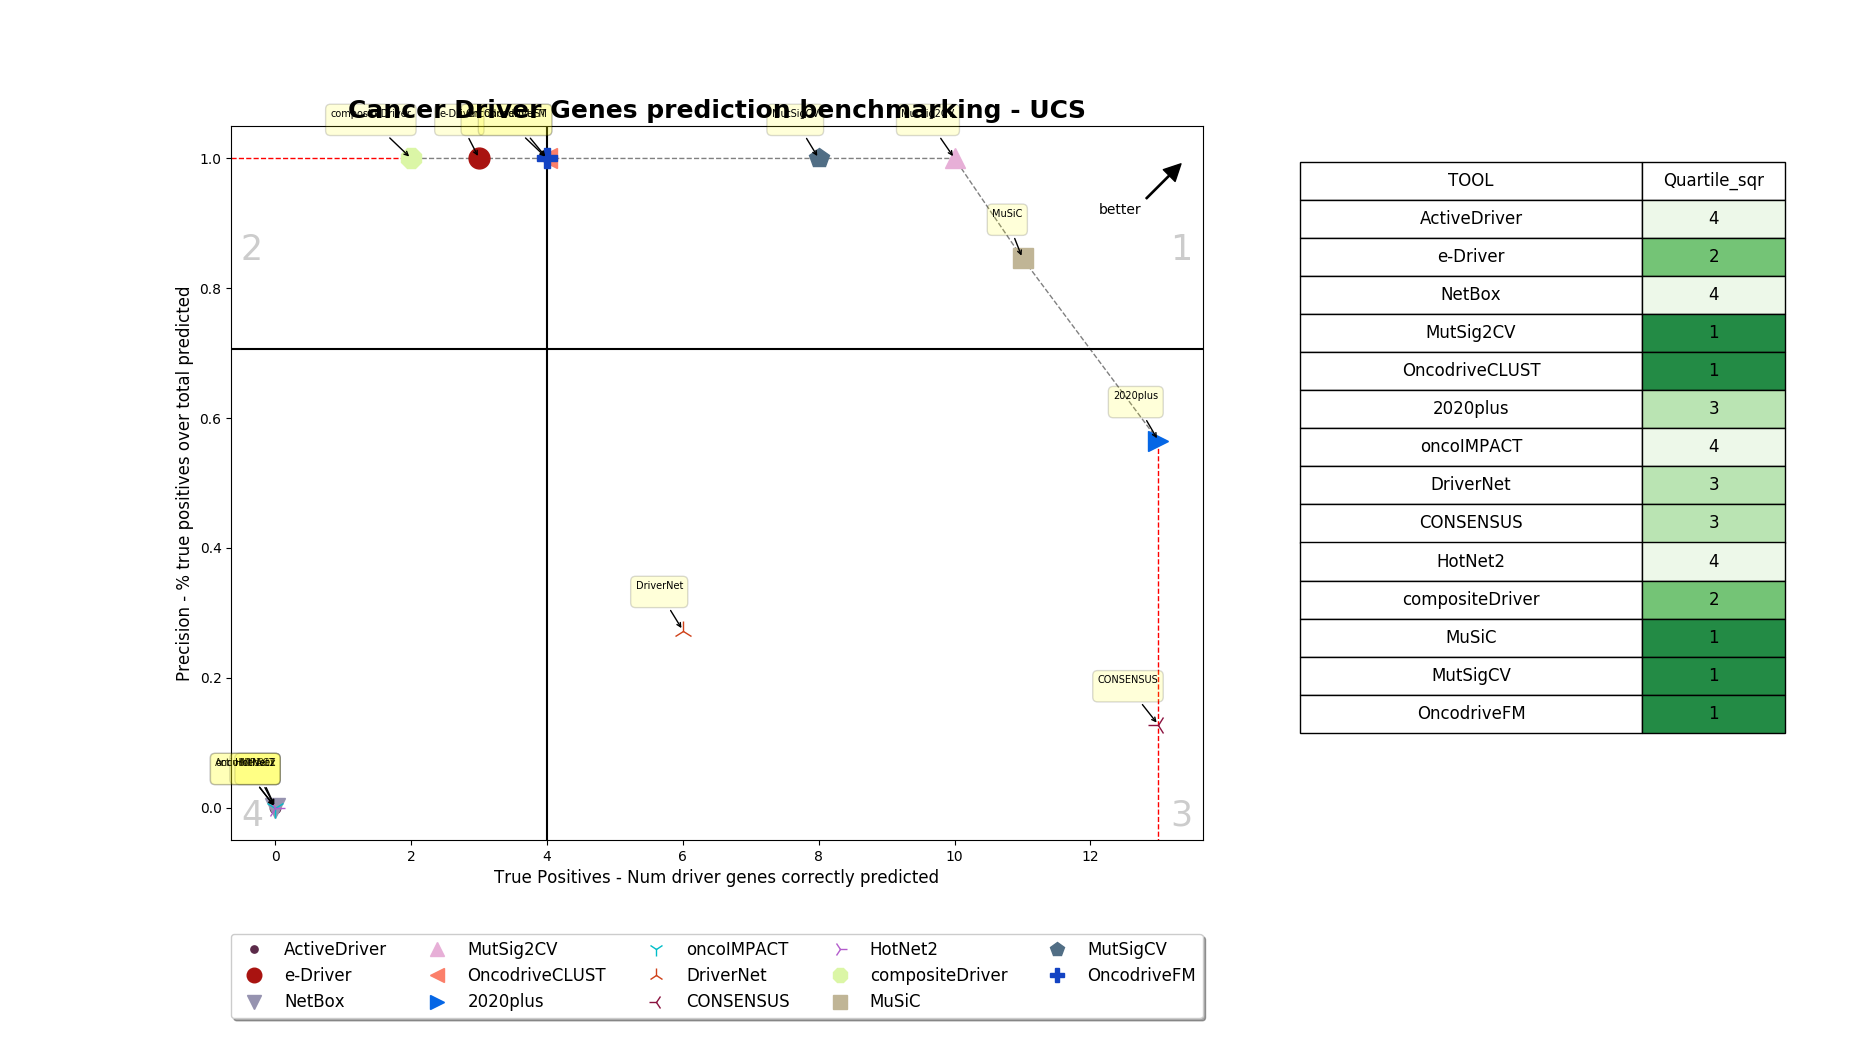 Cancer Driver Genes prediction benchmarking - UCS
compositeDriver
MutSigCV
MutSig2CV
1.0
better
MuSiC
2
1
0.8
2020plus
0.6
0.4
DriverNet
0.2
CONSENSUS
HotNet2
0.0
4
3
0 2 4 6 8 10 12
True Positives - Num driver genes correctly predicted
Precision - % true positives over total predicted
TOOL Quartile_sqr
ActiveDriver 4
e-Driver 2
NetBox 4
MutSig2CV 1
OncodriveCLUST 1
2020plus 3
oncoIMPACT 4
DriverNet 3
CONSENSUS 3
HotNet2 4
compositeDriver 2
MuSiC 1
MutSigCV 1
OncodriveFM 1
ActiveDriver MutSig2CV oncoIMPACT HotNet2 MutSigCV
e-Driver OncodriveCLUST DriverNet compositeDriver OncodriveFM
NetBox 2020plus CONSENSUS MuSiC